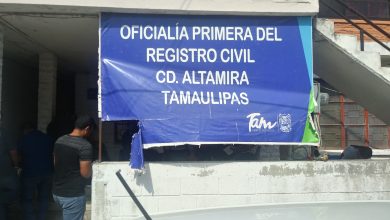 OFICIALÍA PRIMERA DEL
REGISTRO CIVIL
CD. ALTAMIRA
TAMAULIPAS
Tam